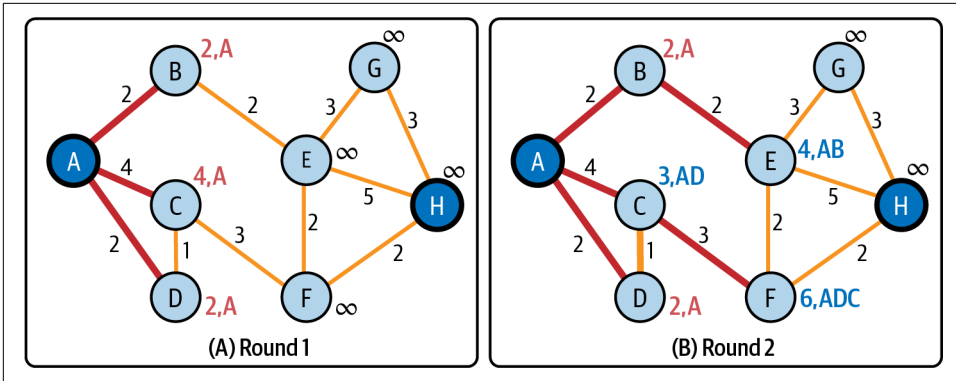 ∞
2,A
B
G
2
2
3
3
A
E
∞
∞
4
4,A
5
C
H
2
1
3
2
2
D
F
2,A
∞
(A) Round 1
∞
2,A
B
G
2
2
3
3
A
E
4,AB
∞
4
3,AD
5
C
H
2
1
3
2
2
D
F
2,A
6,ADC
(B) Round 2